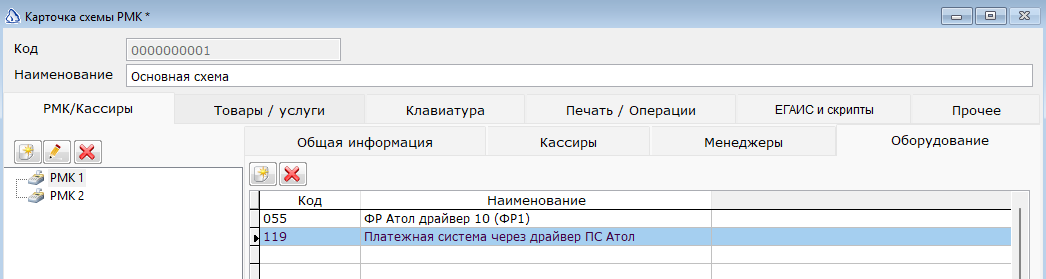 Карточка схемы РМК *
Код 0000000001
Наименование Основная схема
РМК/Кассиры Товары / услуги Клавиатура Печать / Операции ЕГАИС и скрипты Прочее
Общая информация Кассиры Менеджеры Оборудование
РМК 1
РМК 2
Код Наименование
055 ФР Атол драйвер 10 (ФР1)
119 Платежная система через драйвер ПС Атол